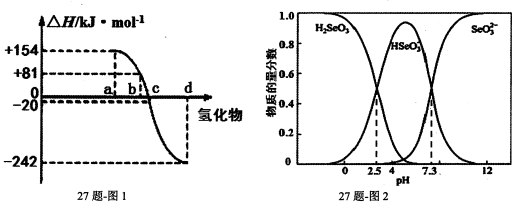 △H/kJ·mol⁻¹
+154
+81
0
−20
−242
a
b
c
d
氢化物
27题-图1
物质的量分数
1.0
0.8
0.6
0.4
0.2
0
H₂SeO₃
HSeO₃⁻
SeO₃²⁻
0
2.5
4
7.3
12
pH
27题-图2